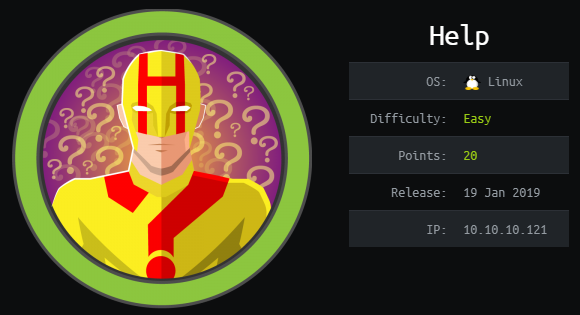 Help
OS: Linux
Difficulty: Easy
Points: 20
Release: 19 Jan 2019
IP: 10.10.10.121